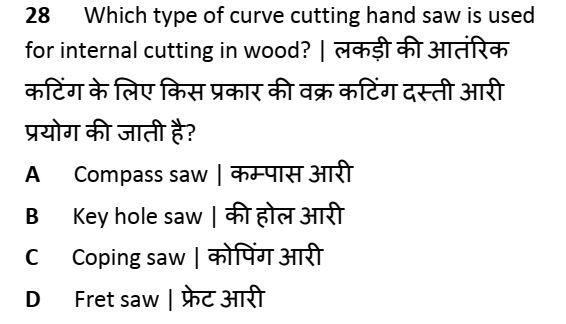 28 Which type of curve cutting hand saw is used
for internal cutting in wood? | लकड़ी की आतंरिक
कटिंग के लिए किस प्रकार की वक्र कटिंग दस्ती आरी
प्रयोग की जाती है?
A Compass saw | कम्पास आरी
B Key hole saw | की होल आरी
C Coping saw | कोपिंग आरी
D Fret saw | फ्रेट आरी